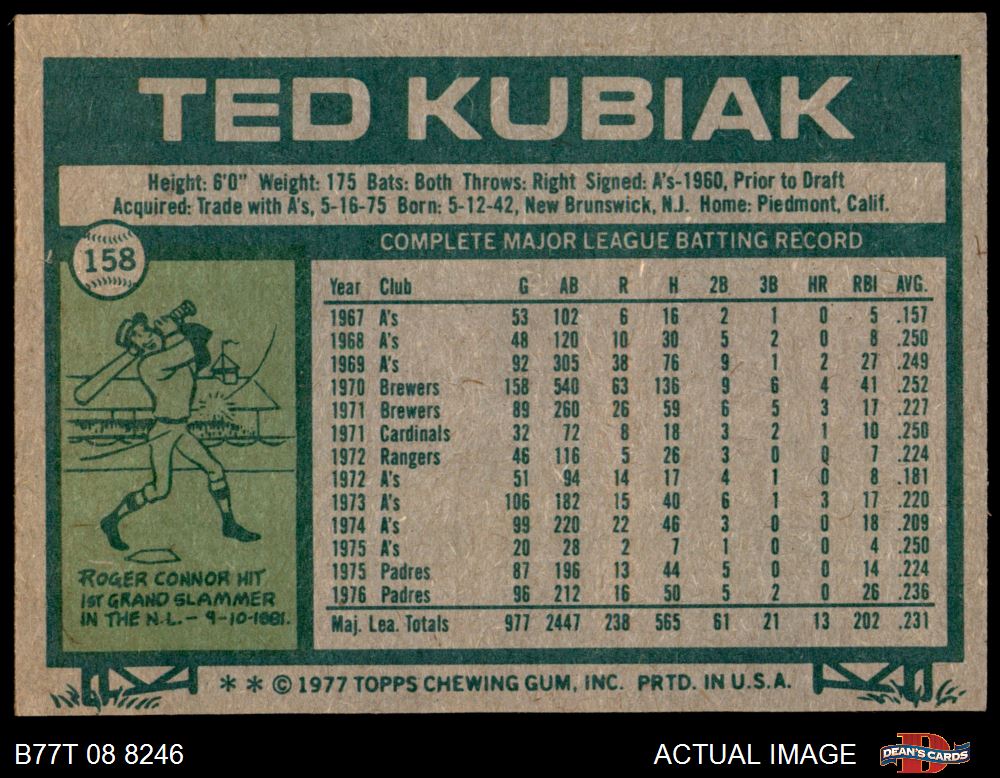 TED KUBIAK
Height: 6'0" Weight: 175 Bats: Both Throws: Right Signed: A's-1960, Prior to Draft
Acquired: Trade with A's, 5-16-75 Born: 5-12-42, New Brunswick, N.J. Home: Piedmont, Calif.
158
COMPLETE MAJOR LEAGUE BATTING RECORD
Year Club G AB R H 2B 3B HR RBI AVG.
1967 A's 53 102 6 16 2 1 0 5 .157
1968 A's 48 120 10 30 5 2 0 8 .250
1969 A's 92 305 38 76 9 1 2 27 .249
1970 Brewers 158 540 63 136 9 6 4 41 .252
1971 Brewers 89 260 26 59 6 5 3 17 .227
1971 Cardinals 32 72 8 18 3 2 1 10 .250
1972 Rangers 46 116 5 26 3 0 0 7 .224
1972 A's 51 94 14 17 4 1 0 8 .181
1973 A's 106 182 15 40 6 1 3 17 .220
1974 A's 99 220 22 46 3 0 0 18 .209
1975 A's 20 28 2 7 1 0 0 4 .250
1975 Padres 87 196 13 44 5 0 0 14 .224
1976 Padres 96 212 16 50 5 2 0 26 .236
Maj. Lea. Totals 977 2447 238 565 61 21 13 202 .231
ROGER CONNOR HIT
1ST GRAND SLAMMER
IN THE N.L.- 9-10-1881.
* * © 1977 TOPPS CHEWING GUM, INC. PRTD. IN U.S.A.
B77T 08 8246
ACTUAL IMAGE
D
DEAN'S CARDS